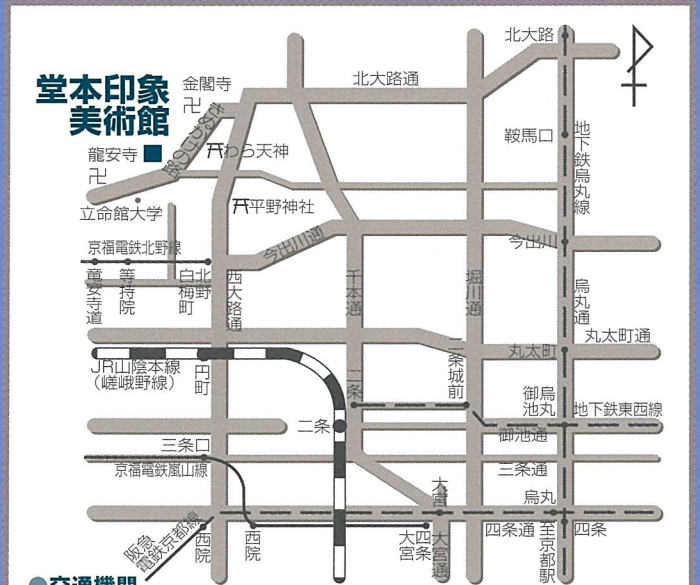 北大路
堂本印象
美術館
金閣寺
卍
北大路通
きぬかけの路
鞍馬口
地下鉄烏丸線
龍安寺
卍
わら天神
立命館大学
平野神社
京福電鉄北野線
今出川通
今出川
竜安寺道
等持院
北野
白梅町
西大路通
千本通
堀川通
烏丸通
丸太町通
丸太町
JR山陰本線
(嵯峨野線)
円町
二条
二条城前
烏丸
御池
地下鉄東西線
二条
御池通
三条口
京福電鉄嵐山線
三条通
大宮
烏丸
阪急
電鉄京都線
西院
西院
四条
大宮
大宮通
四条通
至京都駅
四条
交通機関